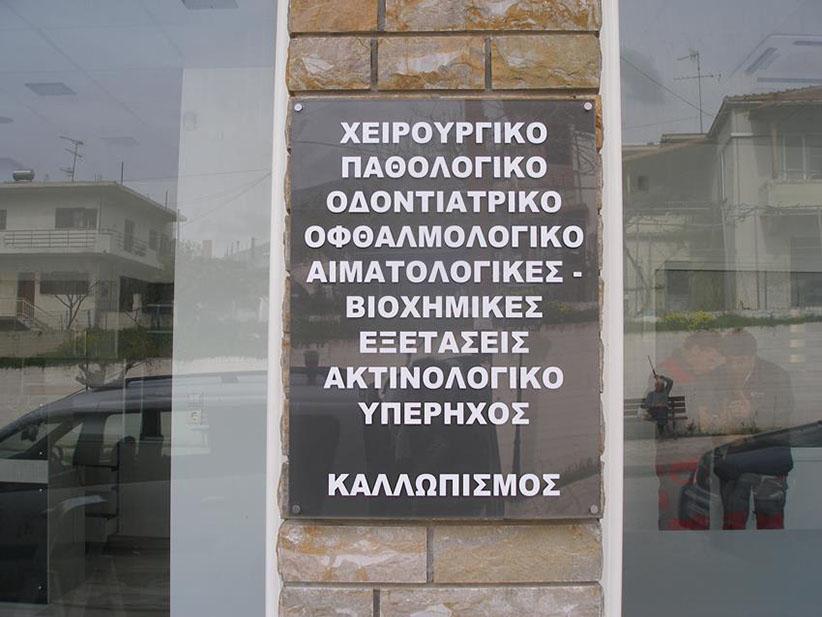 ΧΕΙΡΟΥΡΓΙΚΟ
ΠΑΘΟΛΟΓΙΚΟ
ΟΔΟΝΤΙΑΤΡΙΚΟ
ΟΦΘΑΛΜΟΛΟΓΙΚΟ
ΑΙΜΑΤΟΛΟΓΙΚΕΣ -
ΒΙΟΧΗΜΙΚΕΣ
ΕΞΕΤΑΣΕΙΣ
ΑΚΤΙΝΟΛΟΓΙΚΟ
ΥΠΕΡΗΧΟΣ
ΚΑΛΛΩΠΙΣΜΟΣ